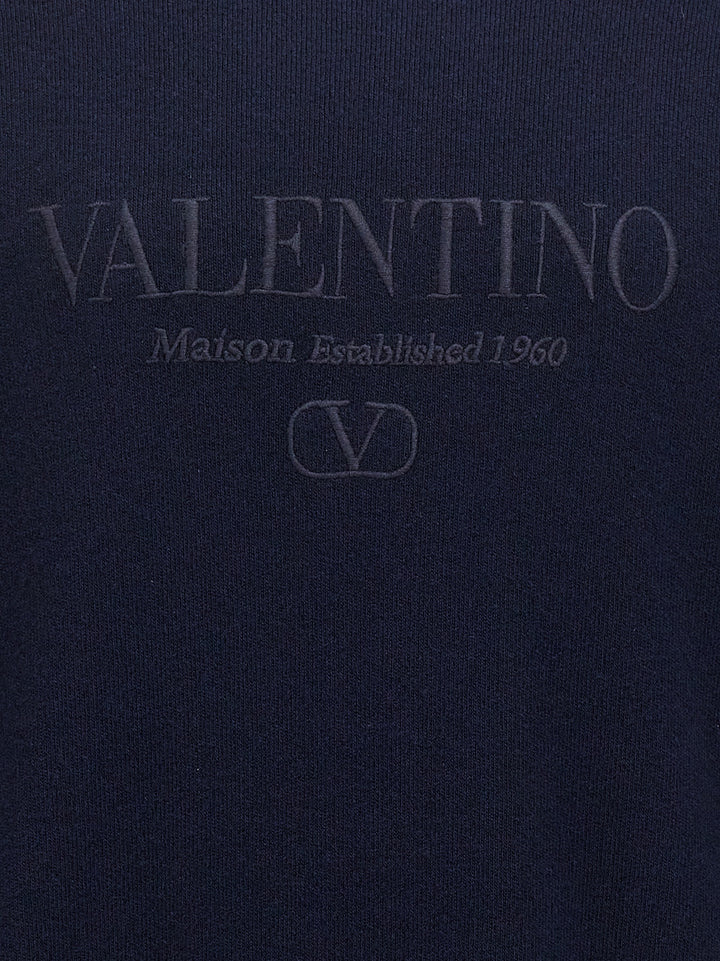 VALENTINO
Maison Established 1960
V